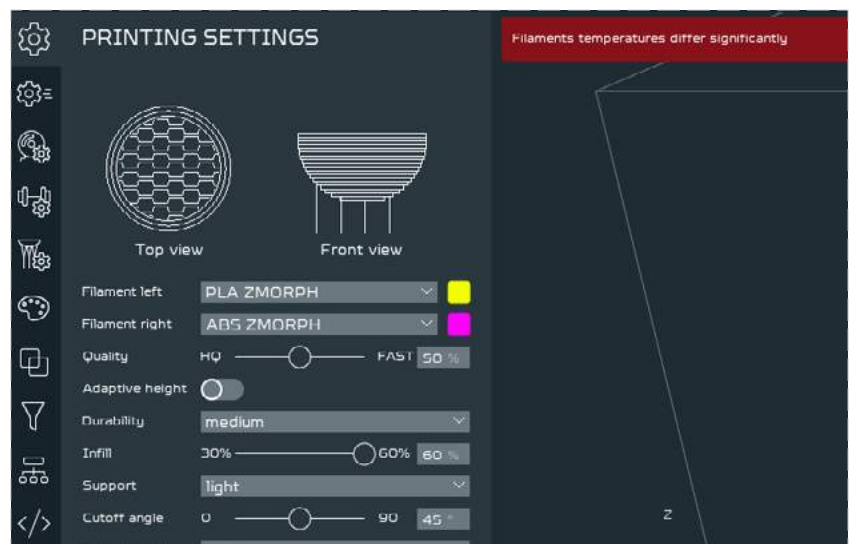 PRINTING SETTINGS
Filaments temperatures differ significantly
Top view
Front view
Filament left PLA ZMORPH
Filament right ABS ZMORPH
Quality HQ FAST 50 %
Adaptive height
Durability medium
Infill 30% 60% 60 %
Support light
Cutoff angle 0 90 45 °
Z